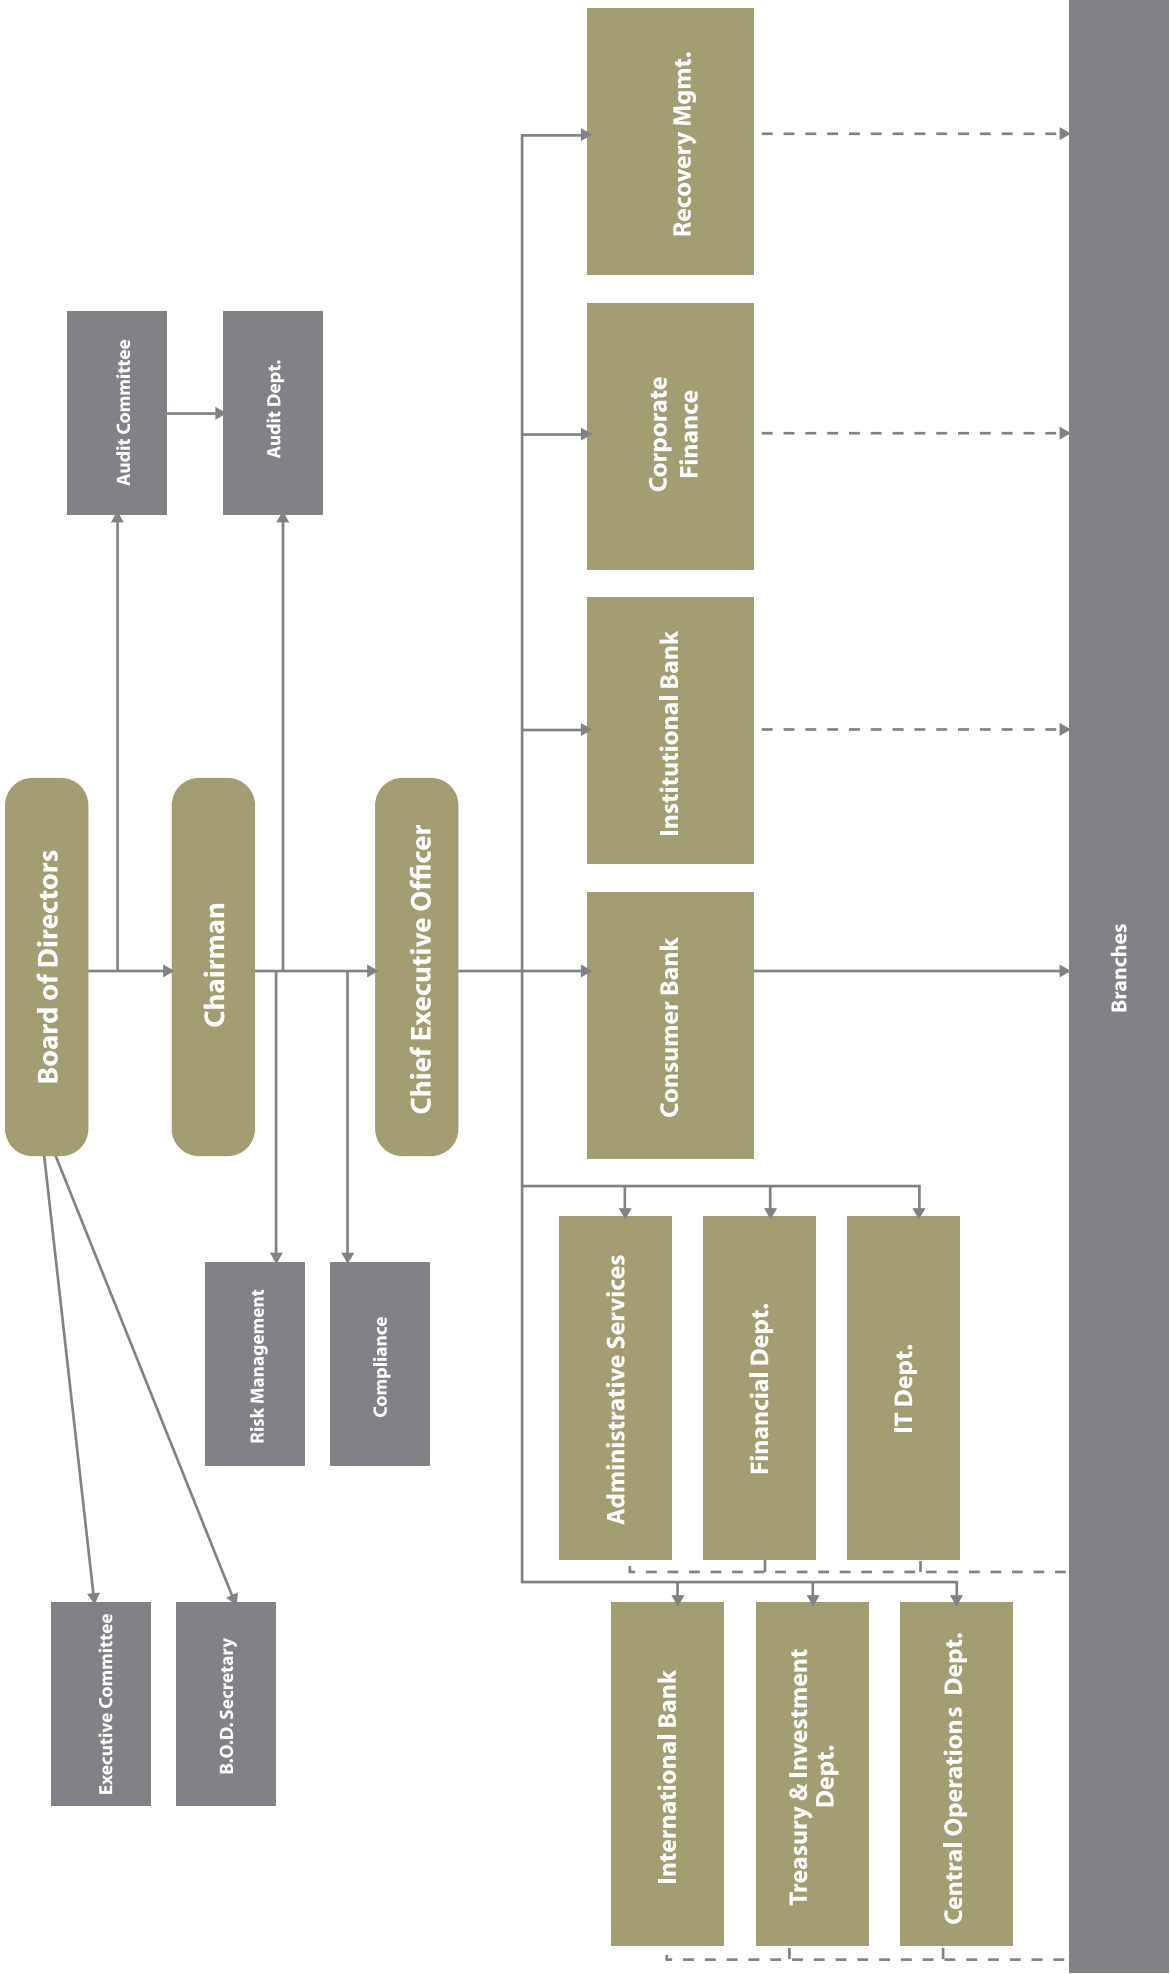 Board of Directors
Executive Committee
B.O.D. Secretary
Audit Committee
Chairman
Audit Dept.
Risk Management
Compliance
Chief Executive Officer
International Bank
Treasury & Investment
Dept.
Central Operations Dept.
Administrative Services
Financial Dept.
IT Dept.
Consumer Bank
Institutional Bank
Corporate
Finance
Recovery Mgmt.
Branches